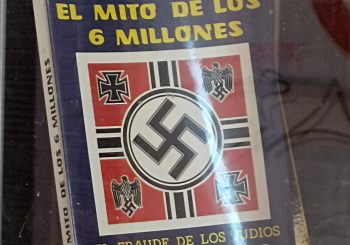 EL MITO DE LOS
6 MILLONES
MITO DE LOS 6 MILLONES
EL FRAUDE DE LOS JUDIOS